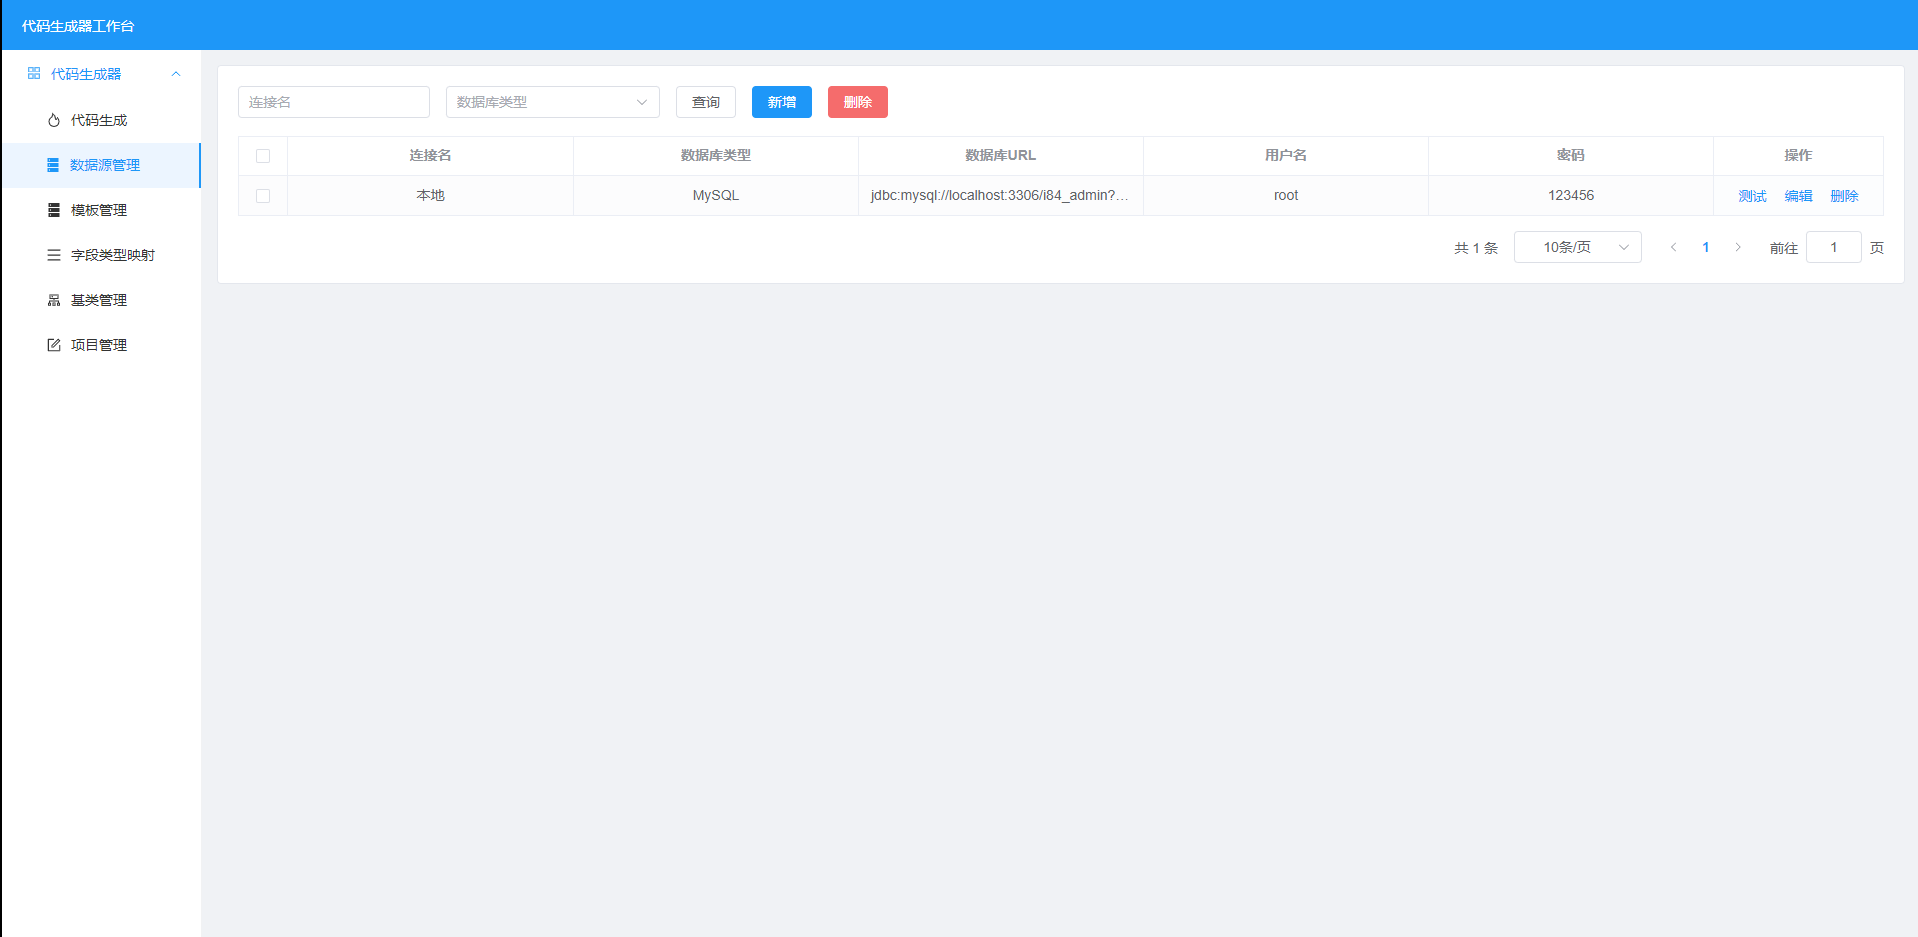 代码生成器工作台
代码生成器
代码生成
数据源管理
模板管理
字段类型映射
基类管理
项目管理
连接名 数据库类型 查询 新增 删除
连接名 数据库类型 数据库URL 用户名 密码 操作
本地 MySQL jdbc:mysql://localhost:3306/i84_admin?... root 123456 测试 编辑 删除
共 1 条 10条/页 1 前往 1 页